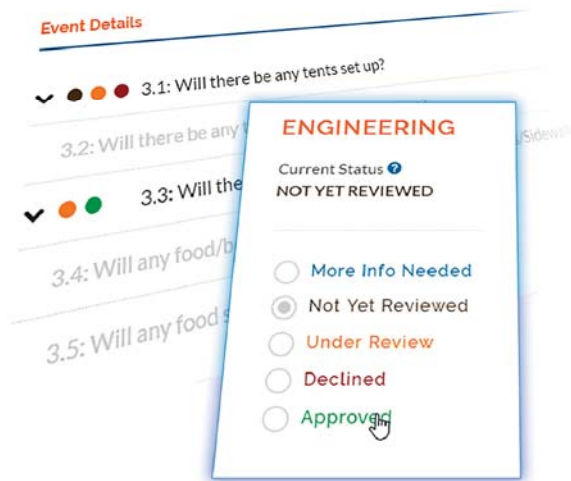 Event Details
3.1: Will there be any tents set up?
3.2: Will there be any
3.3: Will the
3.4: Will any food/b
3.5: Will any food s
ENGINEERING
Current Status ?
NOT YET REVIEWED
More Info Needed
Not Yet Reviewed
Under Review
Declined
Approved